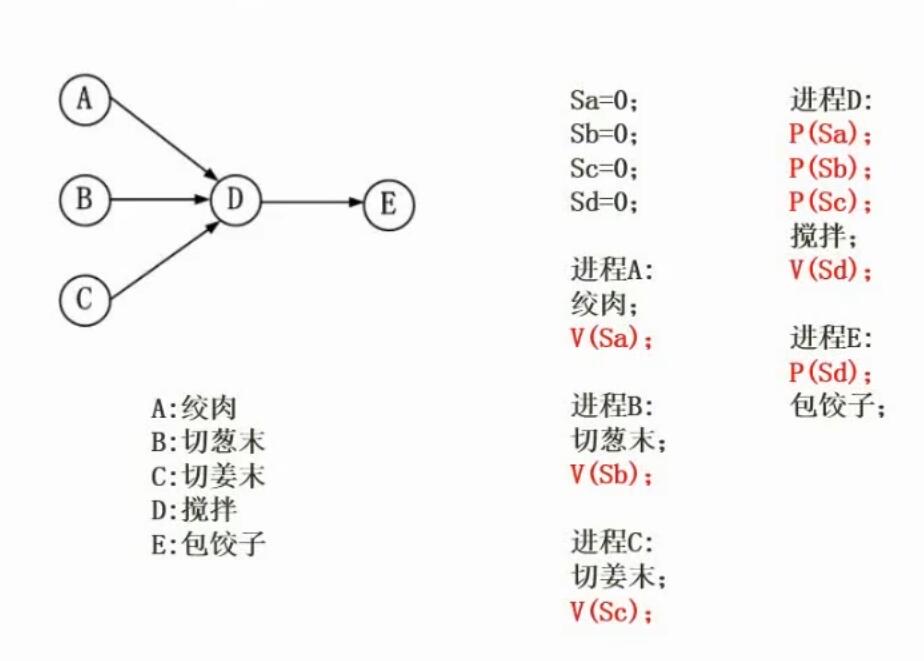 A
B
C
D
E
A:绞肉
B:切葱末
C:切姜末
D:搅拌
E:包饺子
Sa=0;
Sb=0;
Sc=0;
Sd=0;
进程A:
绞肉;
V(Sa);
进程B:
切葱末;
V(Sb);
进程C:
切姜末;
V(Sc);
进程D:
P(Sa);
P(Sb);
P(Sc);
搅拌;
V(Sd);
进程E:
P(Sd);
包饺子;